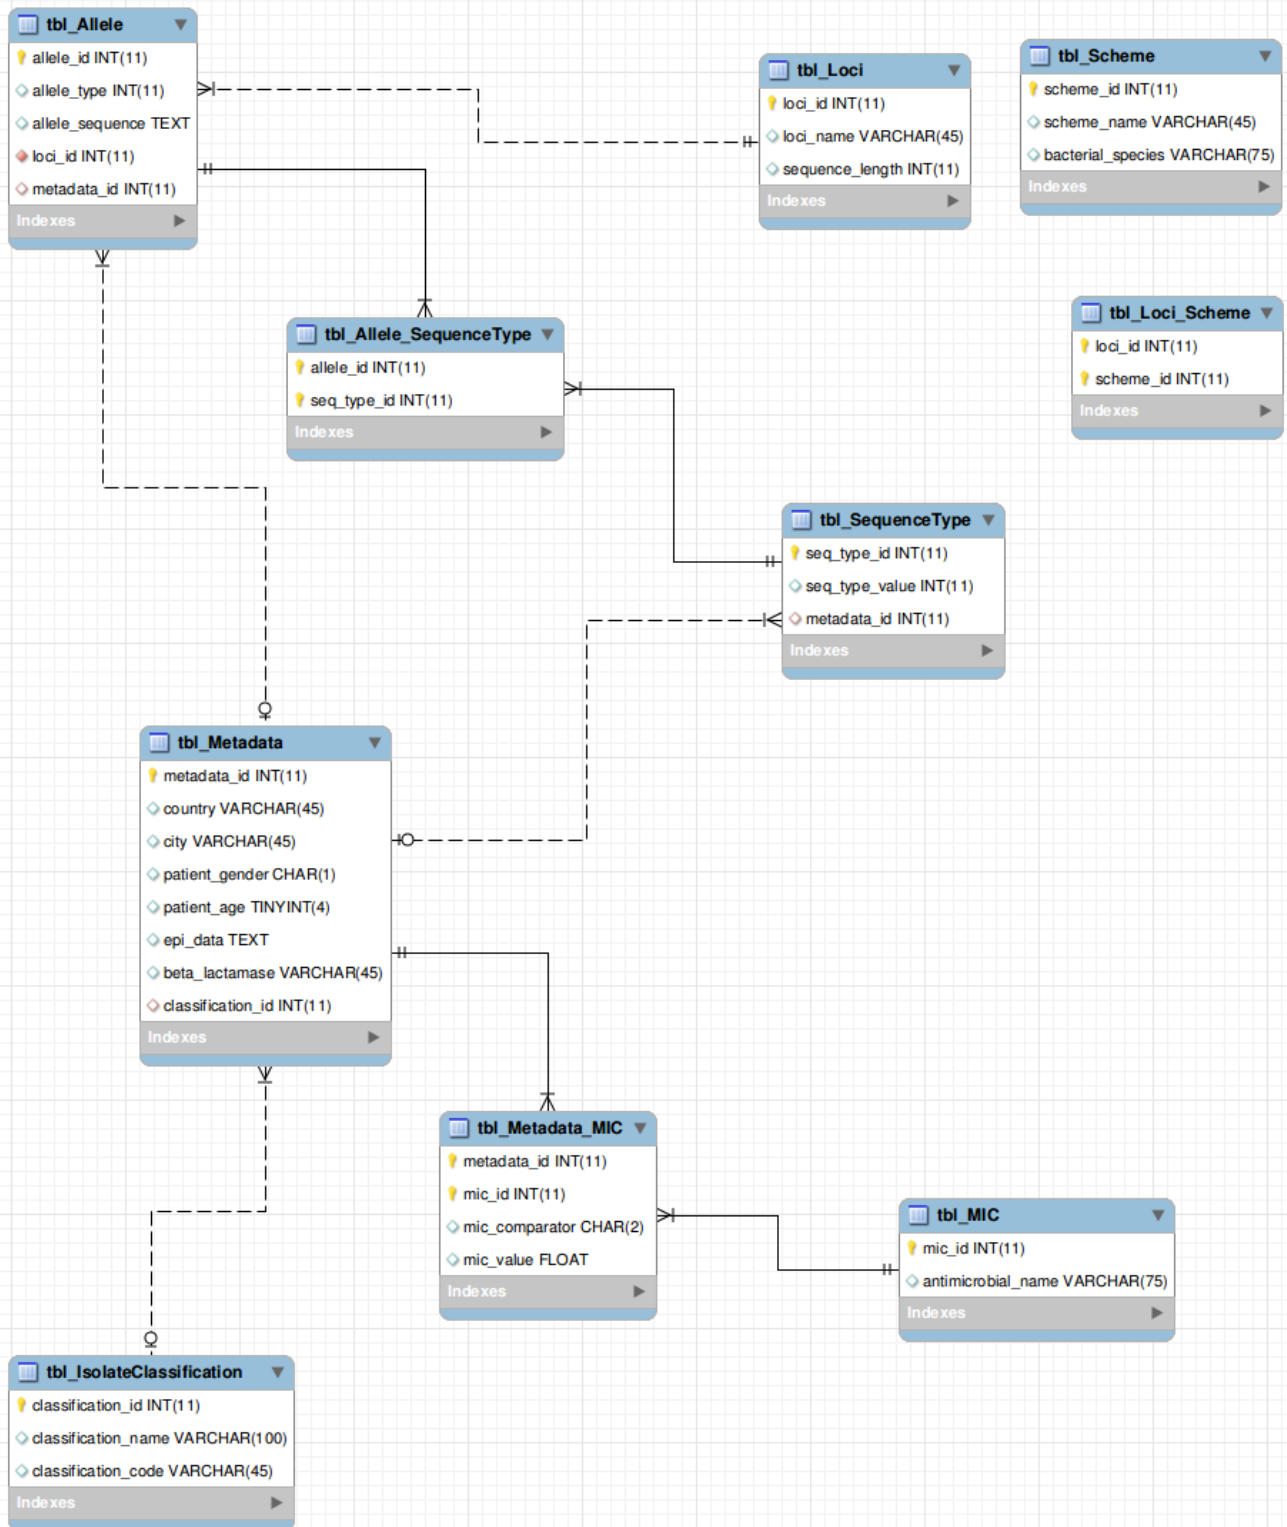 tbl_Allele
allele_id INT(11)
allele_type INT(11)
allele_sequence TEXT
loci_id INT(11)
metadata_id INT(11)
Indexes
tbl_Loci
loci_id INT(11)
loci_name VARCHAR(45)
sequence_length INT(11)
Indexes
tbl_Scheme
scheme_id INT(11)
scheme_name VARCHAR(45)
bacterial_species VARCHAR(75)
Indexes
tbl_Loci_Scheme
loci_id INT(11)
scheme_id INT(11)
Indexes
tbl_Allele_SequenceType
allele_id INT(11)
seq_type_id INT(11)
Indexes
tbl_SequenceType
seq_type_id INT(11)
seq_type_value INT(11)
metadata_id INT(11)
Indexes
tbl_Metadata
metadata_id INT(11)
country VARCHAR(45)
city VARCHAR(45)
patient_gender CHAR(1)
patient_age TINYINT(4)
epi_data TEXT
beta_lactamase VARCHAR(45)
classification_id INT(11)
Indexes
tbl_Metadata_MIC
metadata_id INT(11)
mic_id INT(11)
mic_comparator CHAR(2)
mic_value FLOAT
Indexes
tbl_MIC
mic_id INT(11)
antimicrobial_name VARCHAR(75)
Indexes
tbl_IsolateClassification
classification_id INT(11)
classification_name VARCHAR(100)
classification_code VARCHAR(45)
Indexes